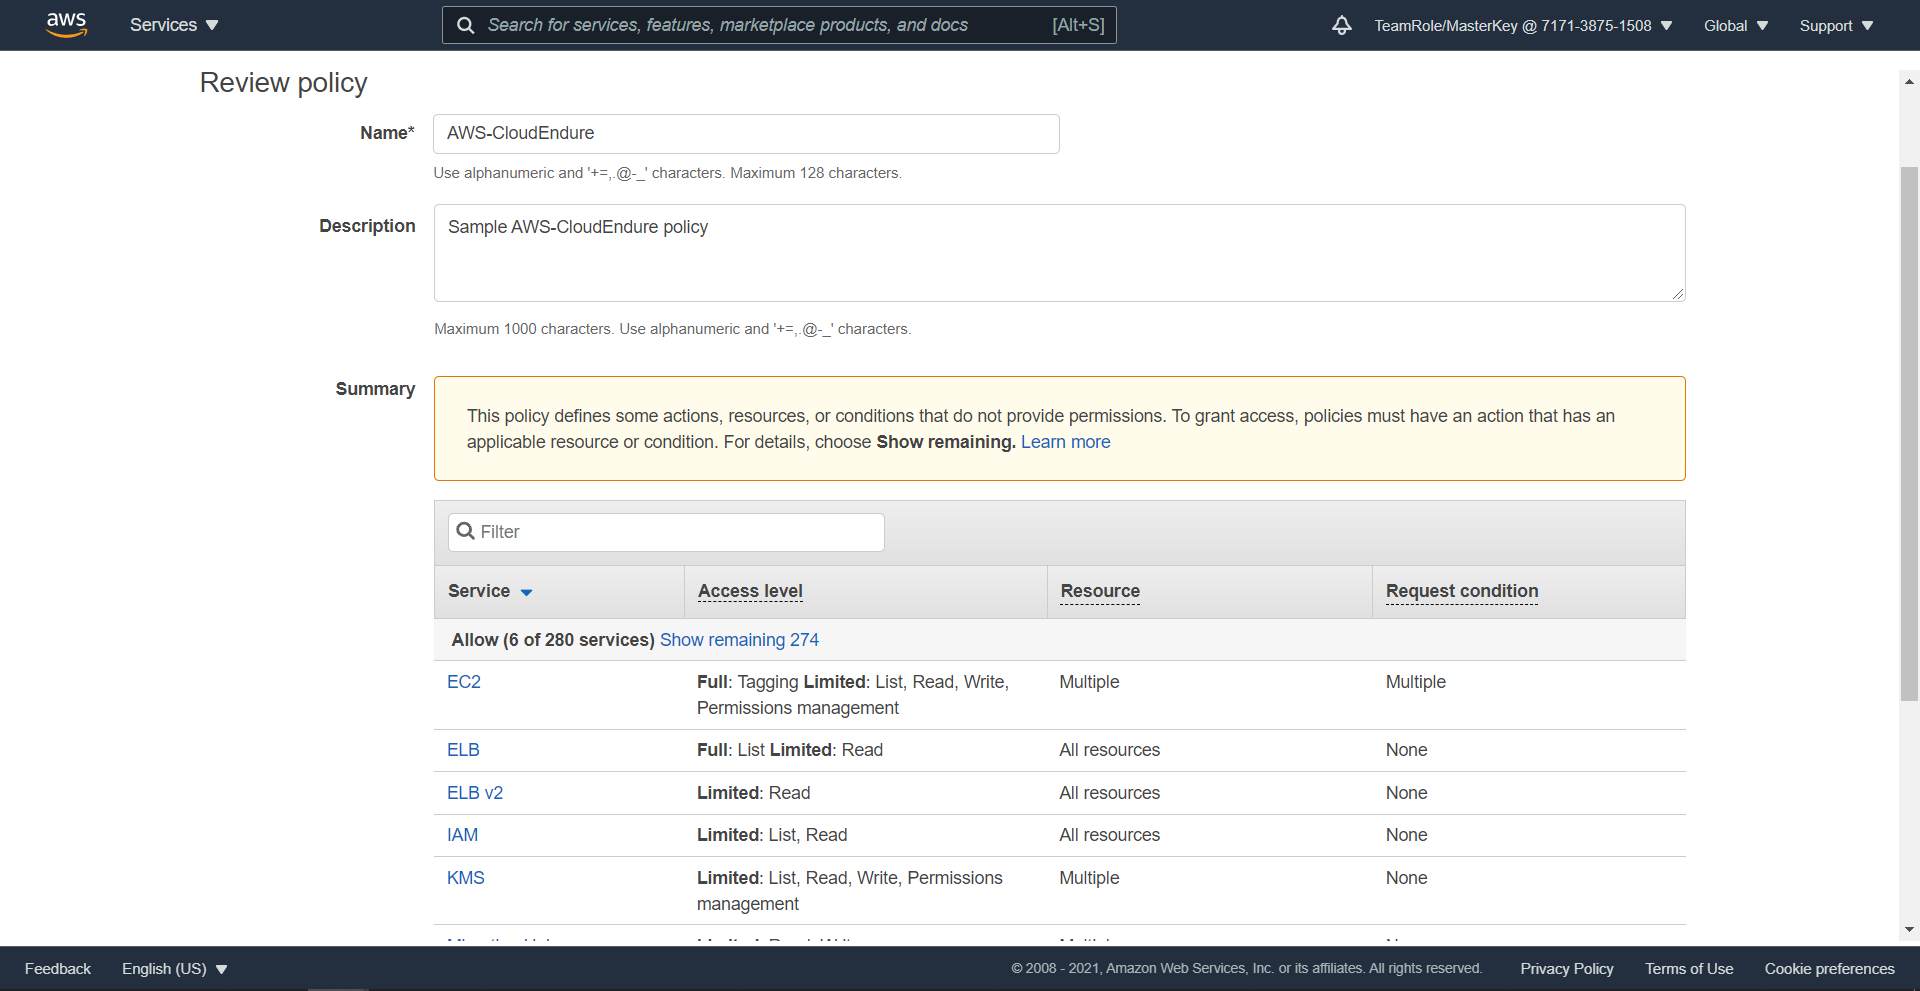 aws Services Search for services, features, marketplace products, and docs [Alt+S] TeamRole/MasterKey @ 7171-3875-1508 Global Support
Review policy
Name* AWS-CloudEndure
Use alphanumeric and '+=,.@-_' characters. Maximum 128 characters.
Description Sample AWS-CloudEndure policy
Maximum 1000 characters. Use alphanumeric and '+=,.@-_' characters.
Summary
This policy defines some actions, resources, or conditions that do not provide permissions. To grant access, policies must have an action that has an
applicable resource or condition. For details, choose Show remaining. Learn more
Filter
Service Access level Resource Request condition
Allow (6 of 280 services) Show remaining 274
EC2 Full: Tagging Limited: List, Read, Write, Multiple Multiple
Permissions management
ELB Full: List Limited: Read All resources None
ELB v2 Limited: Read All resources None
IAM Limited: List, Read All resources None
KMS Limited: List, Read, Write, Permissions Multiple None
management
Feedback English (US) © 2008 - 2021, Amazon Web Services, Inc. or its affiliates. All rights reserved. Privacy Policy Terms of Use Cookie preferences